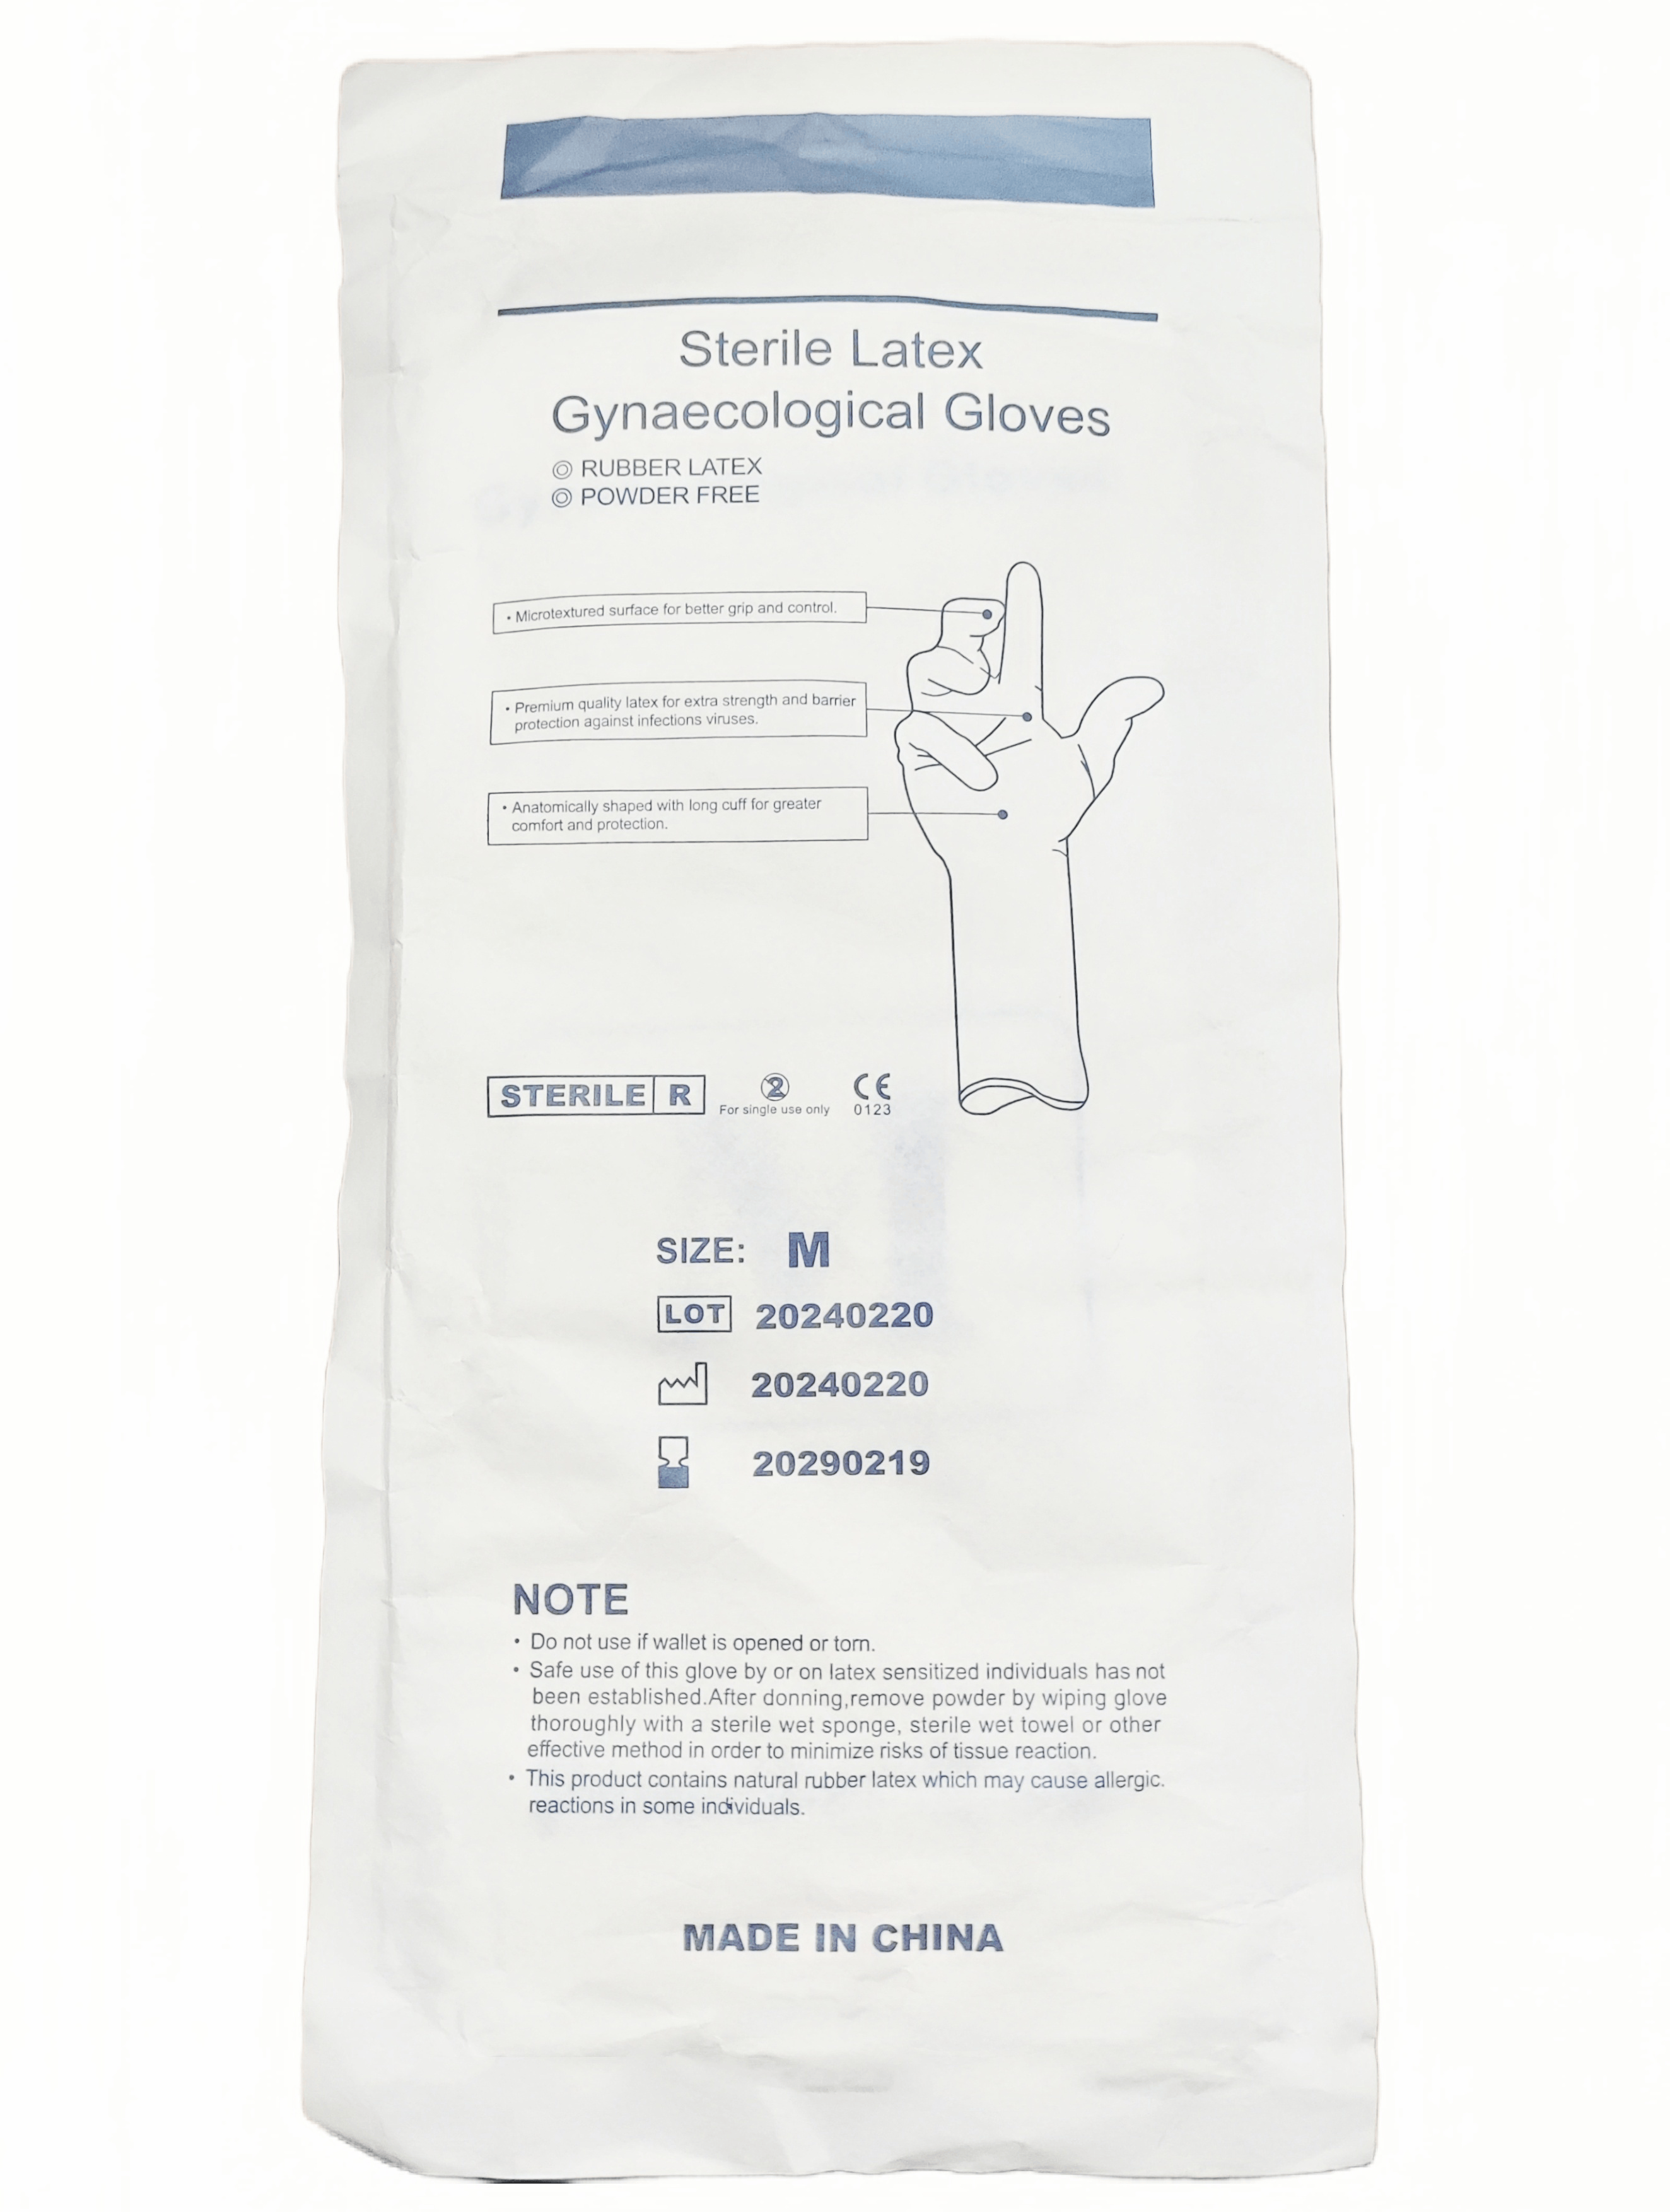 Sterile Latex
Gynaecological Gloves
◎ RUBBER LATEX
◎ POWDER FREE
• Microtextured surface for better grip and control.
• Premium quality latex for extra strength and barrier
protection against infections viruses.
• Anatomically shaped with long cuff for greater
comfort and protection.
STERILE R
2
For single use only
CE
0123
SIZE: M
LOT 20240220
20240220
20290219
NOTE
• Do not use if wallet is opened or torn.
• Safe use of this glove by or on latex sensitized individuals has not
been established.After donning,remove powder by wiping glove
thoroughly with a sterile wet sponge, sterile wet towel or other
effective method in order to minimize risks of tissue reaction.
• This product contains natural rubber latex which may cause allergic.
reactions in some individuals.
MADE IN CHINA